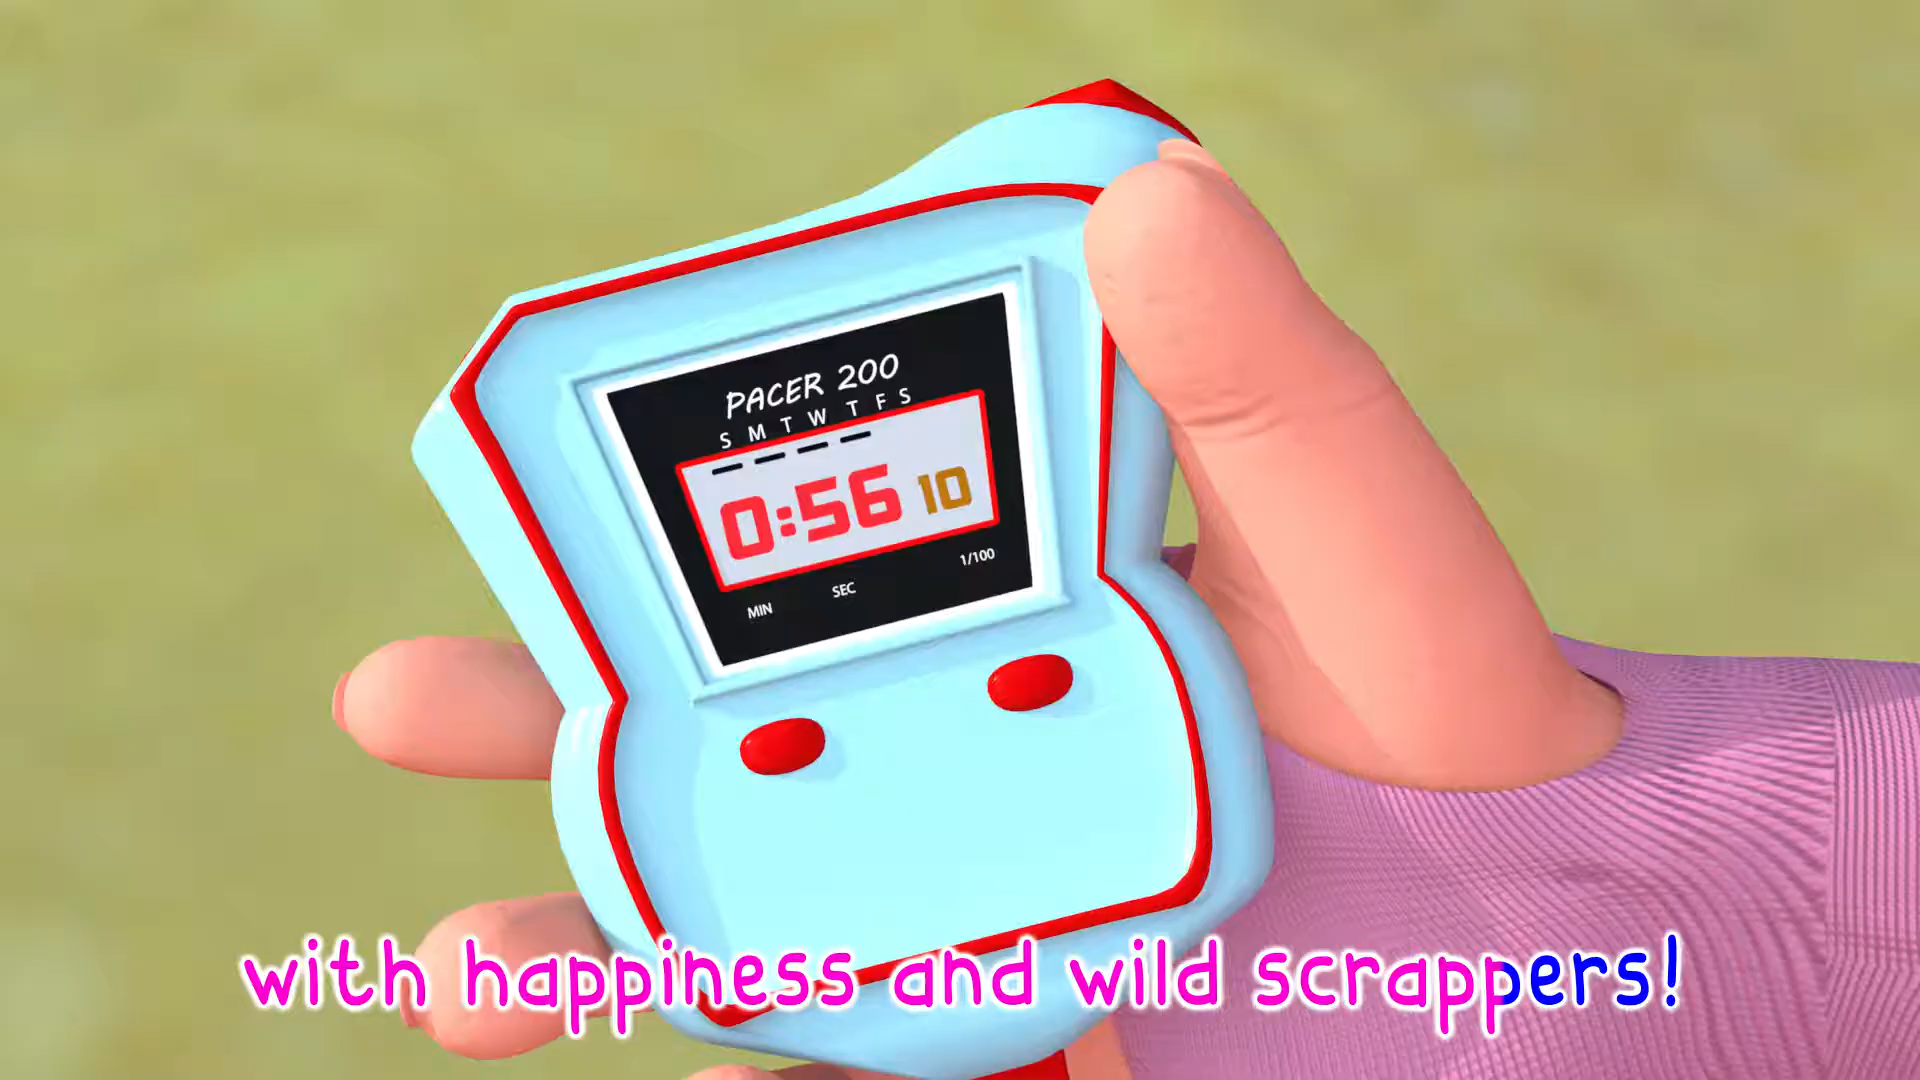 PACER 200
S M T W T F S
0:56 10
MIN SEC 1/100
with happiness and wild scrappers!